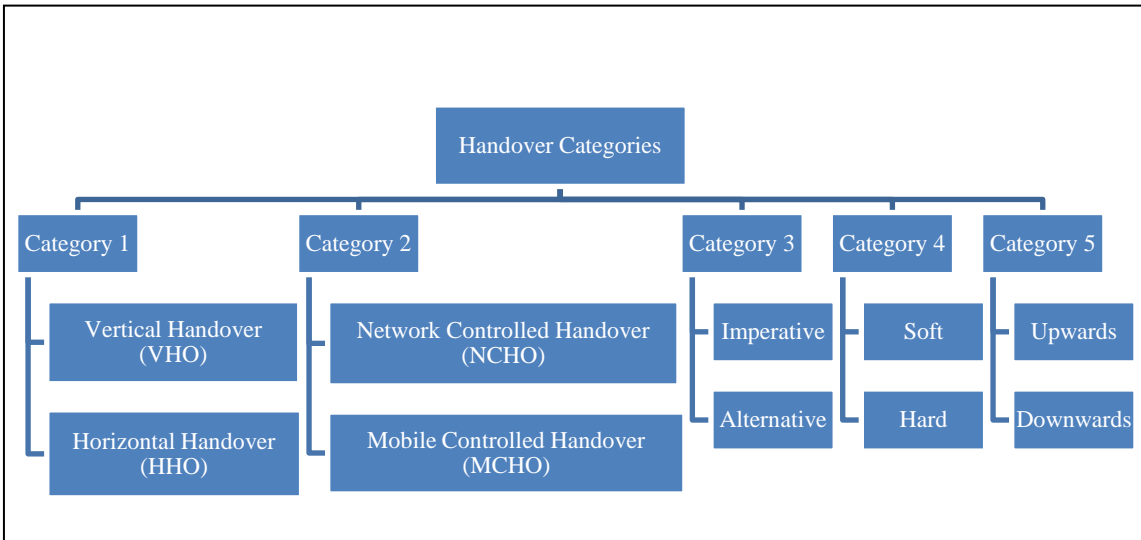 Handover Categories
Category 1
Vertical Handover
(VHO)
Horizontal Handover
(HHO)
Category 2
Network Controlled Handover
(NCHO)
Mobile Controlled Handover
(MCHO)
Category 3
Imperative
Alternative
Category 4
Soft
Hard
Category 5
Upwards
Downwards